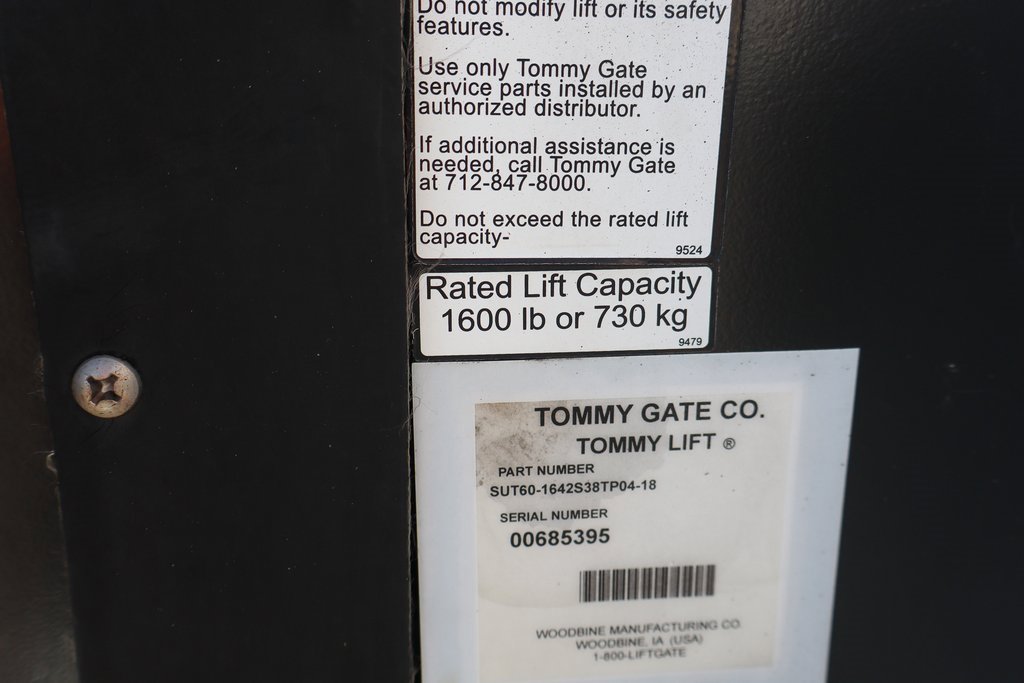 Do not modify lift or its safety
features.
Use only Tommy Gate
service parts installed by an
authorized distributor.
If additional assistance is
needed, call Tommy Gate
at 712-847-8000.
Do not exceed the rated lift
capacity-
9524
Rated Lift Capacity
1600 lb or 730 kg
9479
TOMMY GATE CO.
TOMMY LIFT ®
PART NUMBER
SUT60-1642S38TP04-18
SERIAL NUMBER
00685395
WOODBINE MANUFACTURING CO
WOODBINE, IA (USA)
1-800-LIFTGATE